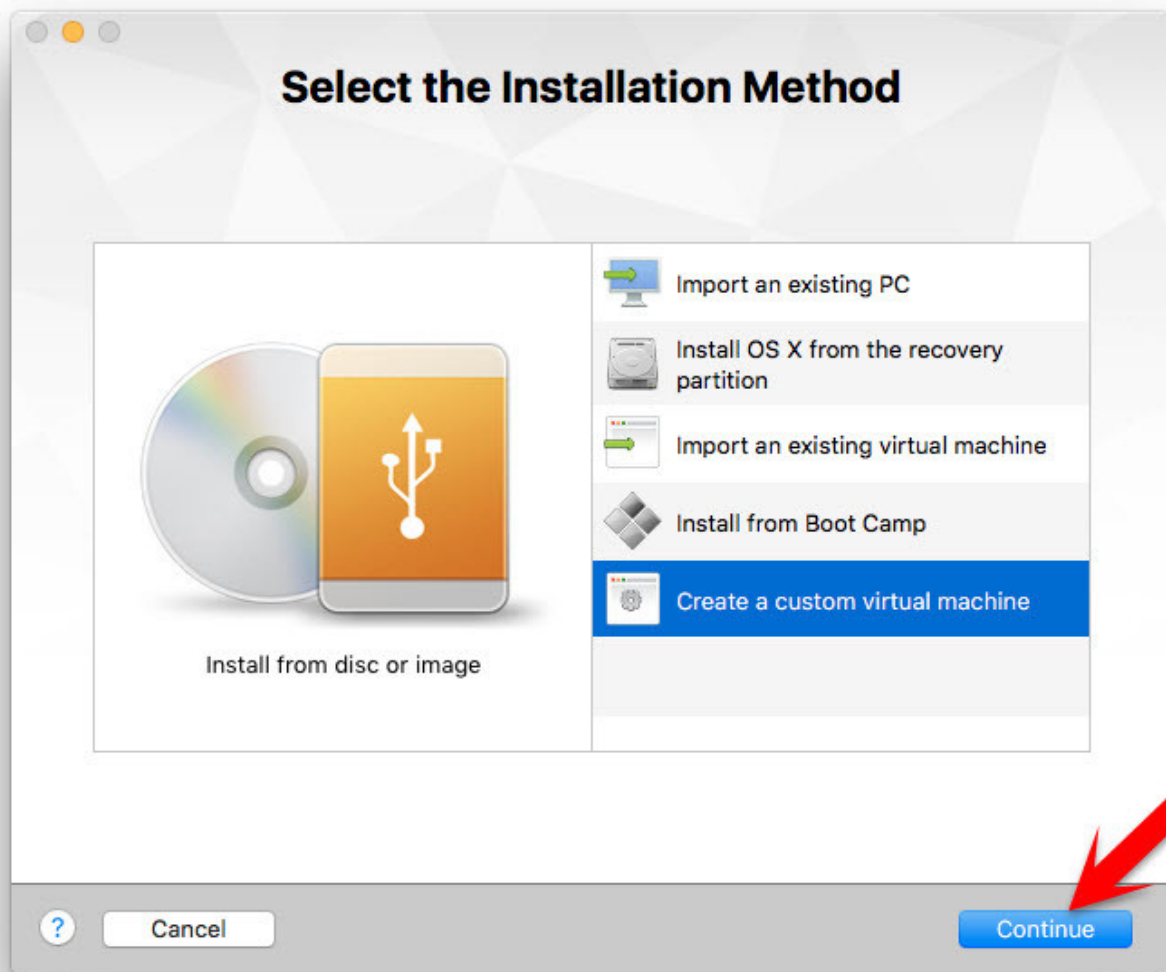 Select the Installation Method
Import an existing PC
Install OS X from the recovery
partition
Import an existing virtual machine
Install from Boot Camp
Create a custom virtual machine
Install from disc or image
? Cancel Continue